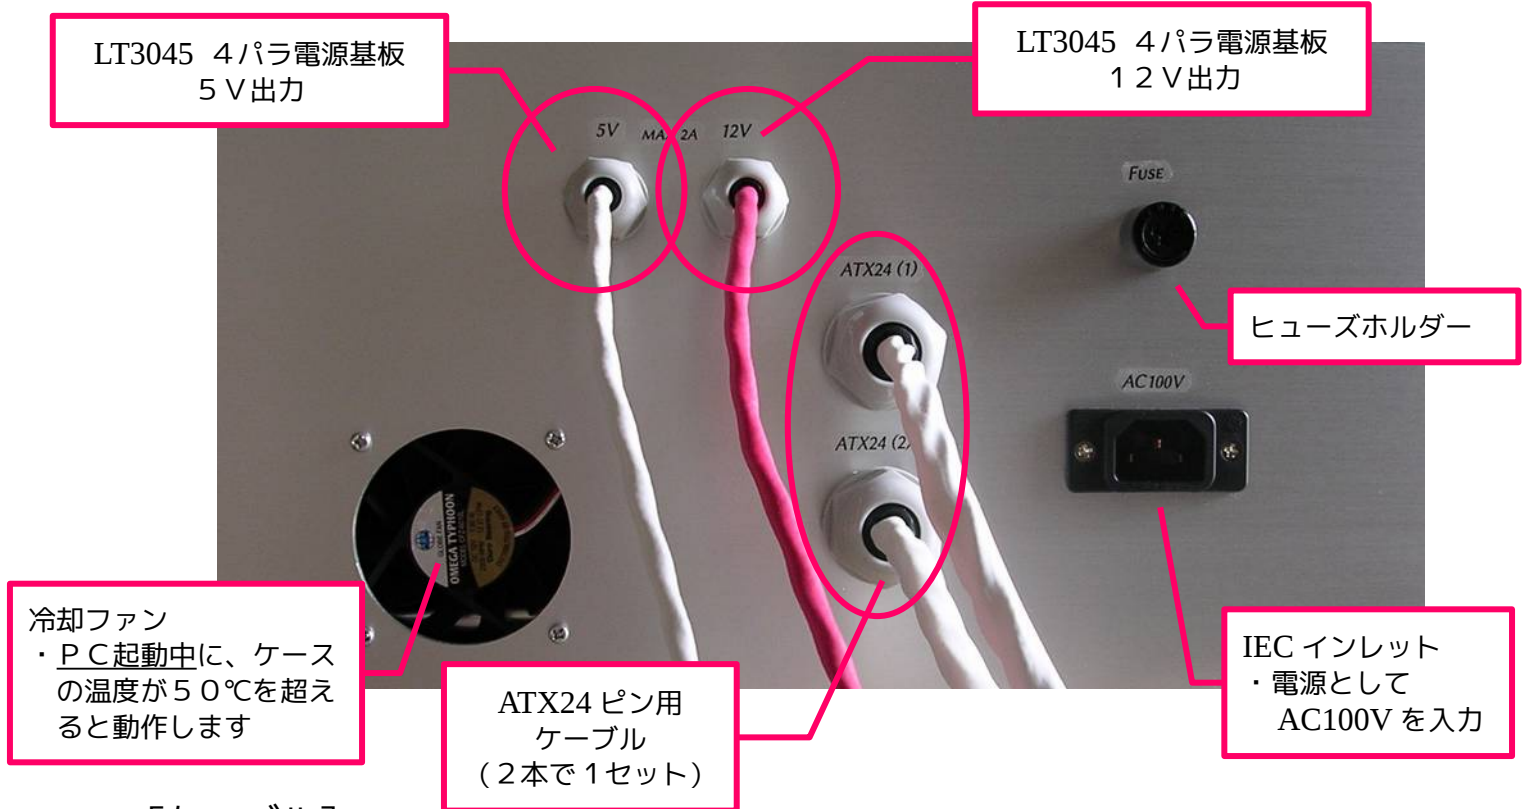 LT3045 ４パラ電源基板
５Ｖ出力
LT3045 ４パラ電源基板
１２Ｖ出力
5V
12V
FUSE
ATX24 (1)
ヒューズホルダー
AC100V
ATX24 (2)
OMEGA TYPHOON
GLOBE FAN
冷却ファン
・ＰＣ起動中に、ケース
の温度が５０℃を超え
ると動作します
ATX24 ピン用
ケーブル
（２本で１セット）
IEC インレット
・電源として
AC100V を入力